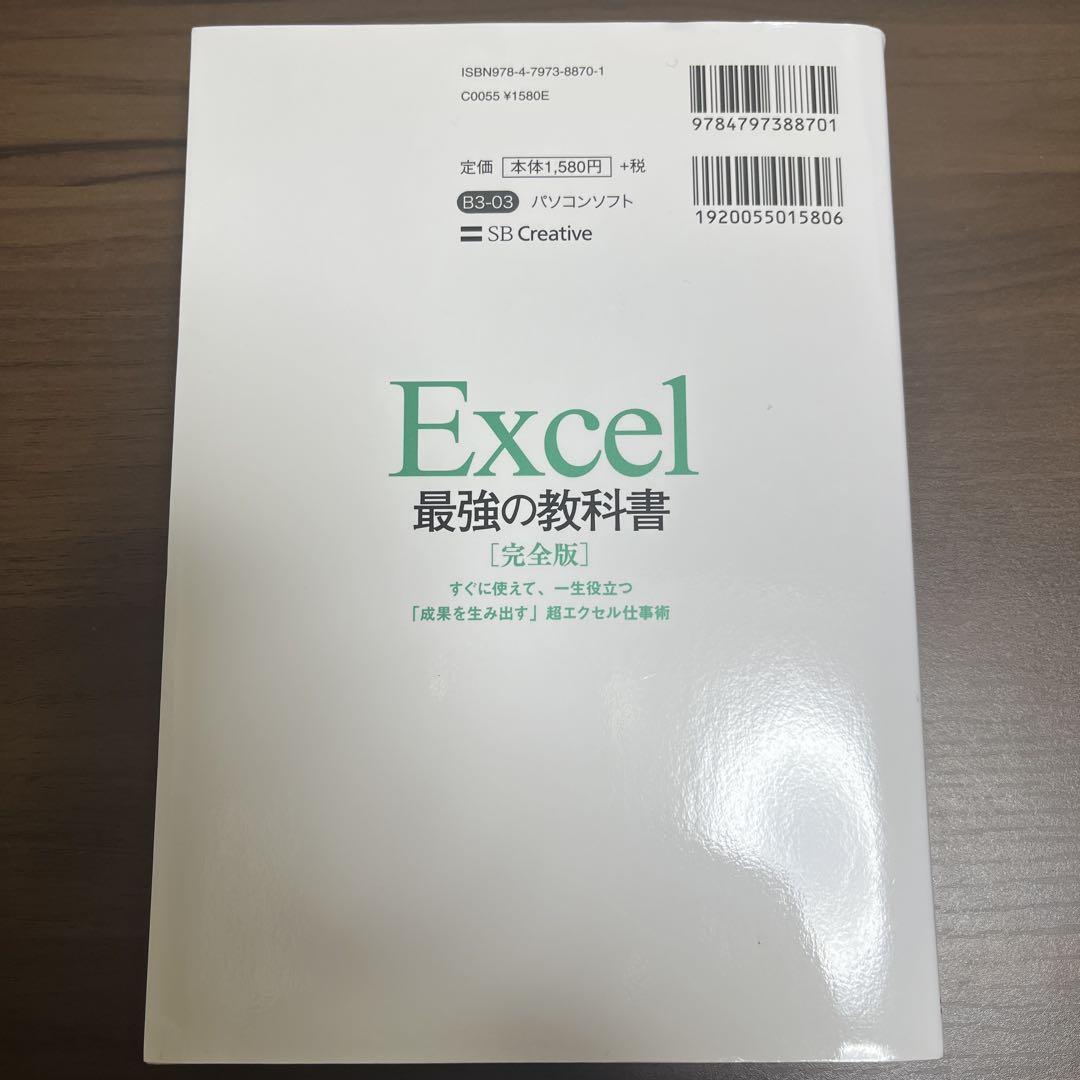 ISBN978-4-7973-8870-1
C0055 ¥1580E
9784797388701
定価 本体1,580円 +税
B3-03 パソコンソフト
1920055015806
SB Creative
Excel
最強の教科書
[完全版]
すぐに使えて、一生役立つ
「成果を生み出す」超エクセル仕事術